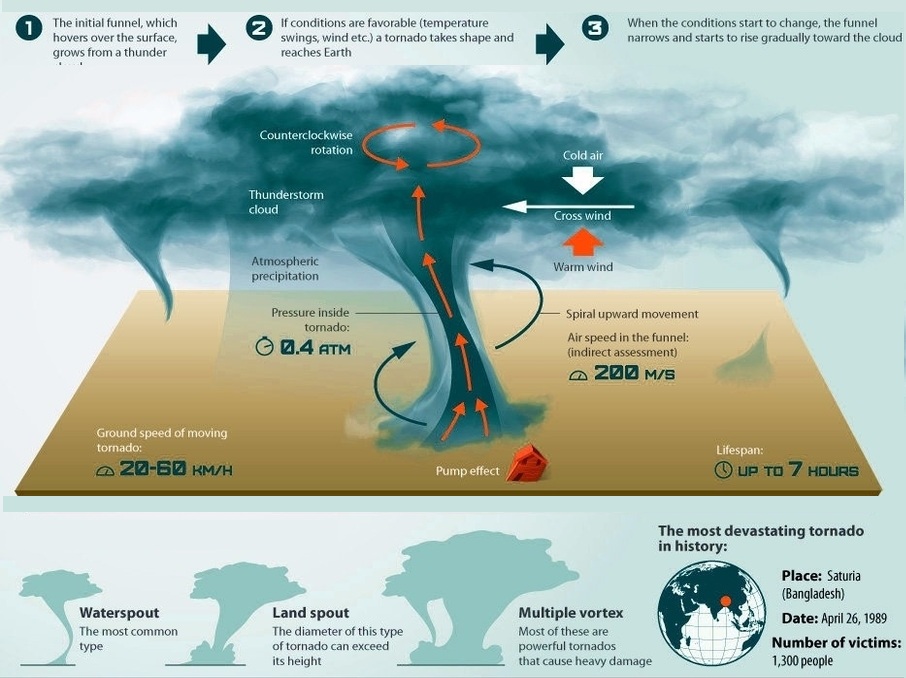 1
The initial funnel, which
hovers over the surface,
grows from a thunder
2
If conditions are favorable (temperature
swings, wind etc.) a tornado takes shape and
reaches Earth
3
When the conditions start to change, the funnel
narrows and starts to rise gradually toward the cloud
Counterclockwise
rotation
Cold air
Thunderstorm
cloud
Cross wind
Atmospheric
precipitation
Warm wind
Pressure inside
tornado:
0.4 ATM
Spiral upward movement
Air speed in the funnel:
(indirect assessment)
200 M/S
Ground speed of moving
tornado:
20-60 KM/H
Pump effect
Lifespan:
UP TO 7 HOURS
Waterspout
The most common
type
Land spout
The diameter of this type
of tornado can exceed
its height
Multiple vortex
Most of these are
powerful tornados
that cause heavy damage
The most devastating tornado
in history:
Place: Saturia
(Bangladesh)
Date: April 26, 1989
Number of victims:
1,300 people